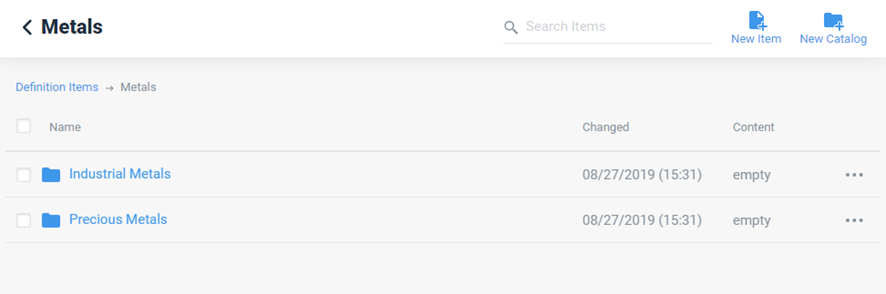 Metals
Search Items
New Item
New Catalog
Definition Items → Metals
Name Changed Content
Industrial Metals 08/27/2019 (15:31) empty
Precious Metals 08/27/2019 (15:31) empty